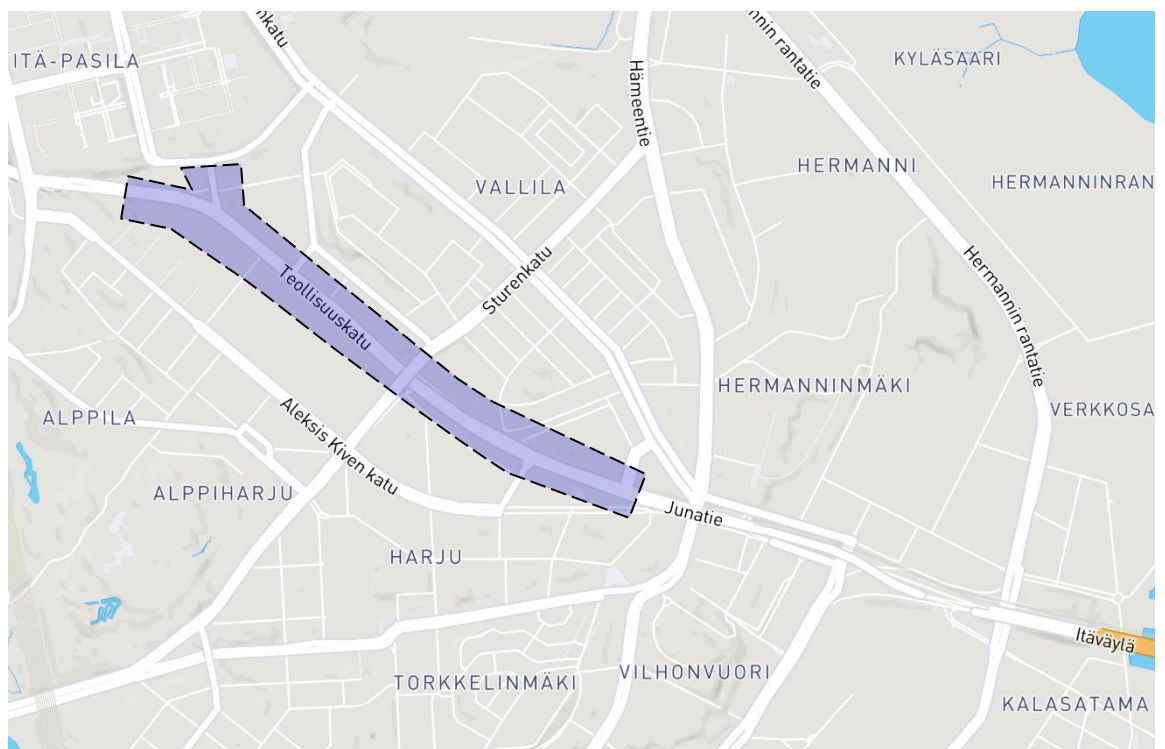 nkatu
nnin rantatie
ITÄ-PASILA
KYLÄSAARI
Hämeentie
HERMANNI
HERMANNINRAN
VALLILA
Sturenkatu
Hermannin rantatie
Teollisuuskatu
HERMANNINMÄKI
VERKKOSA
ALPPILA
Aleksis Kiven katu
ALPPIHARJU
Junatie
HARJU
Itäväylä
VILHONVUORI
TORKKELINMÄKI
KALASATAMA